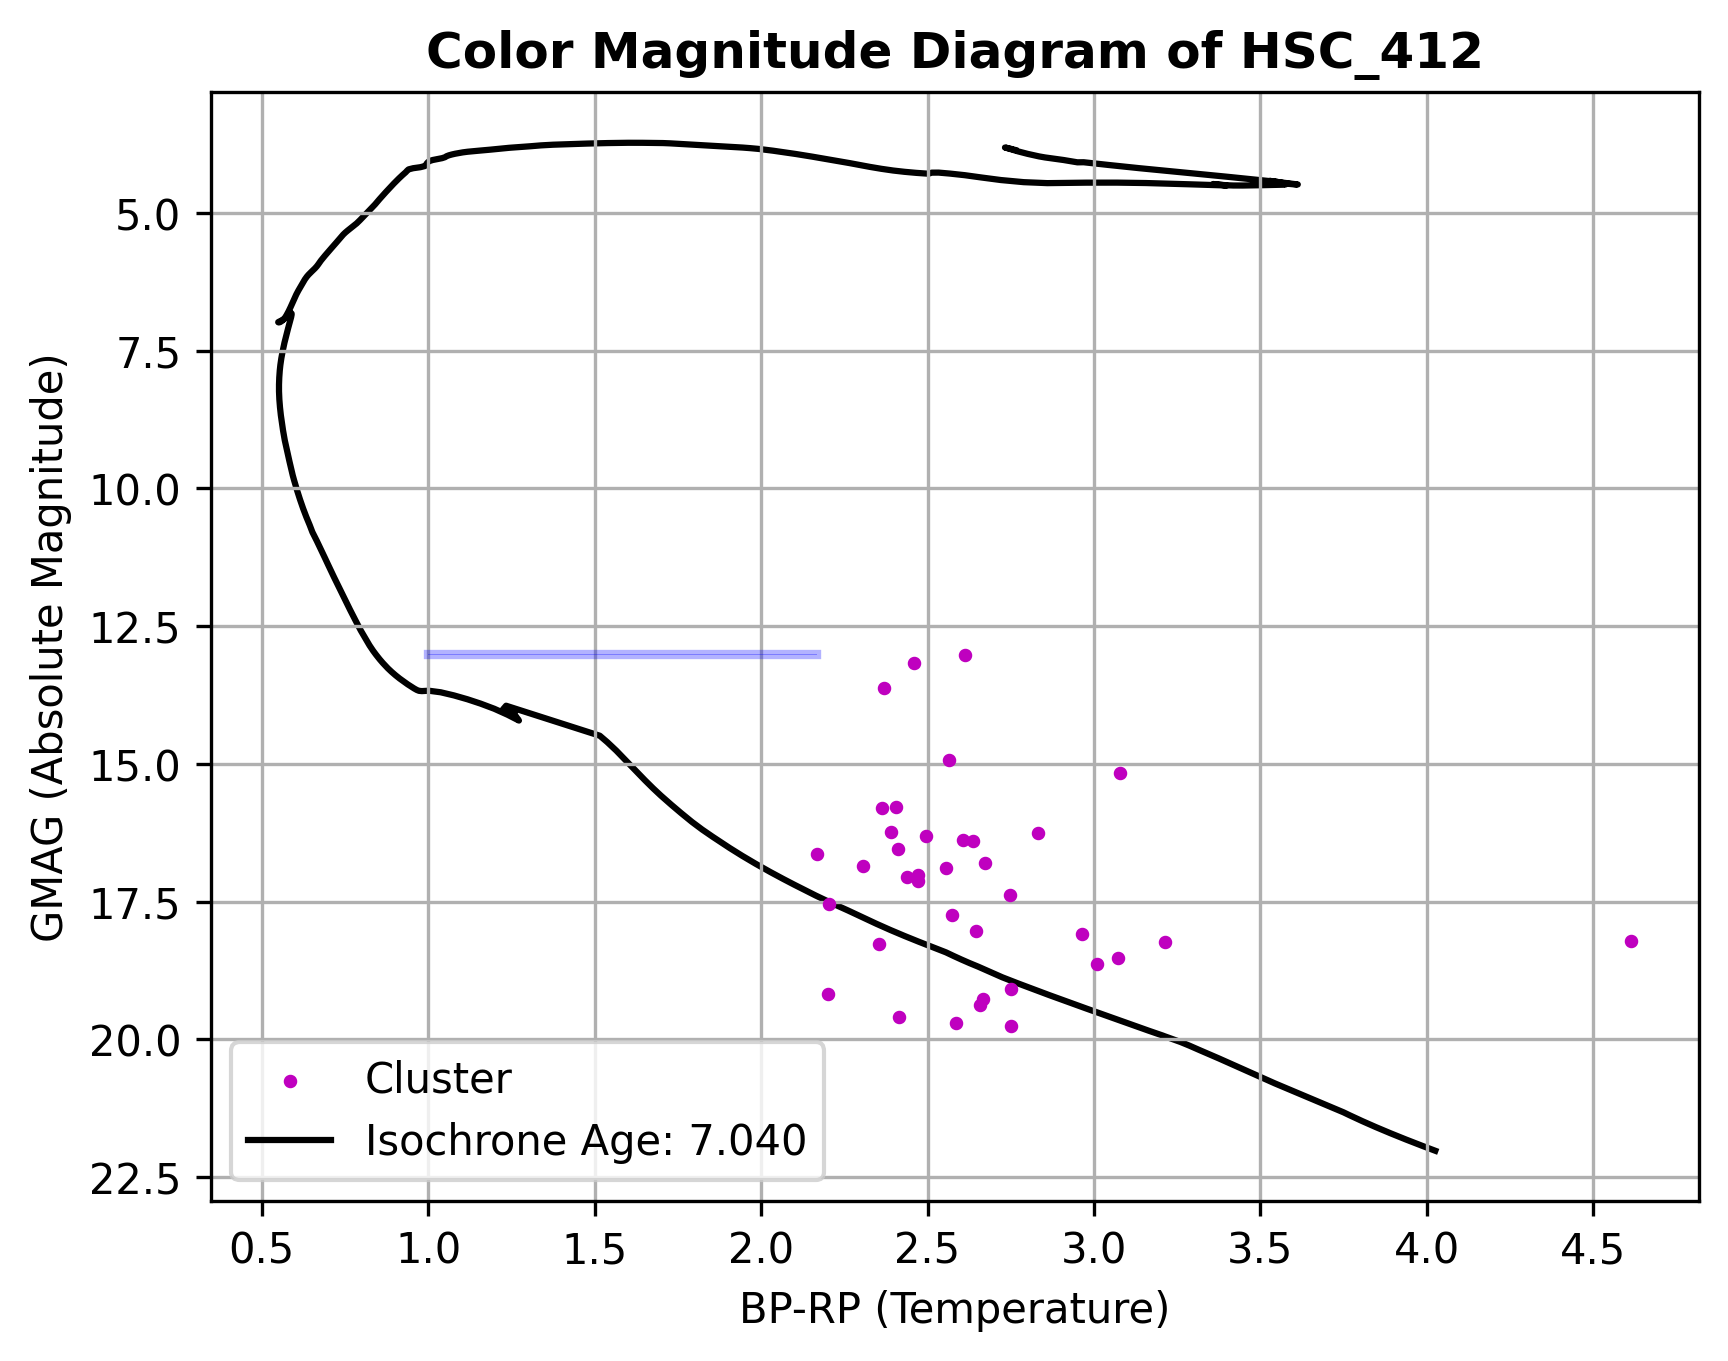 Color Magnitude Diagram of HSC_412
GMAG (Absolute Magnitude)
5.0
7.5
10.0
12.5
15.0
17.5
20.0
22.5
Cluster
Isochrone Age: 7.040
0.5 1.0 1.5 2.0 2.5 3.0 3.5 4.0 4.5
BP-RP (Temperature)